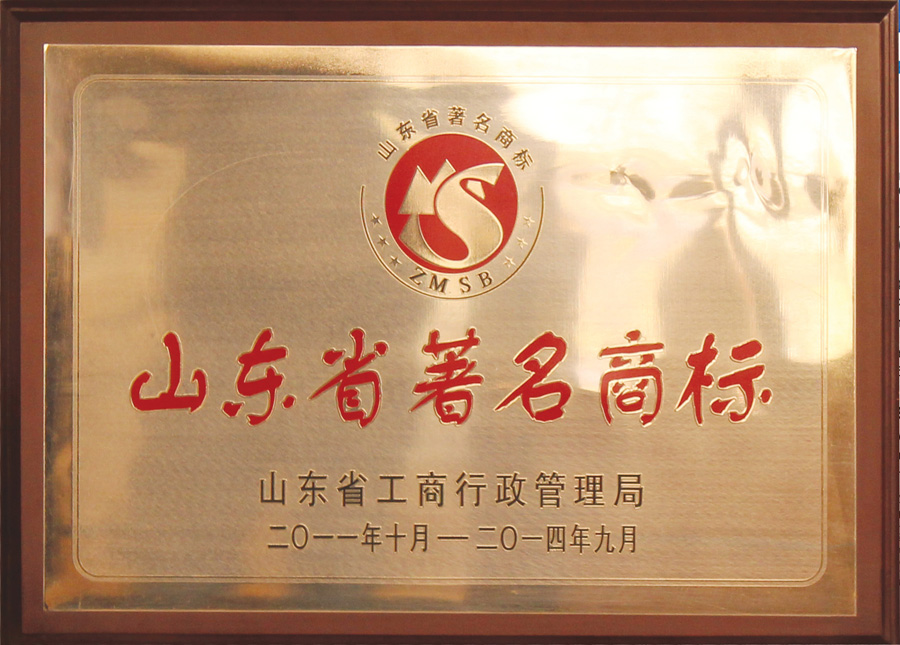 山东省著名商标
ZMSB
山东省著名商标
山东省工商行政管理局
二〇一一年十月—二〇一四年九月